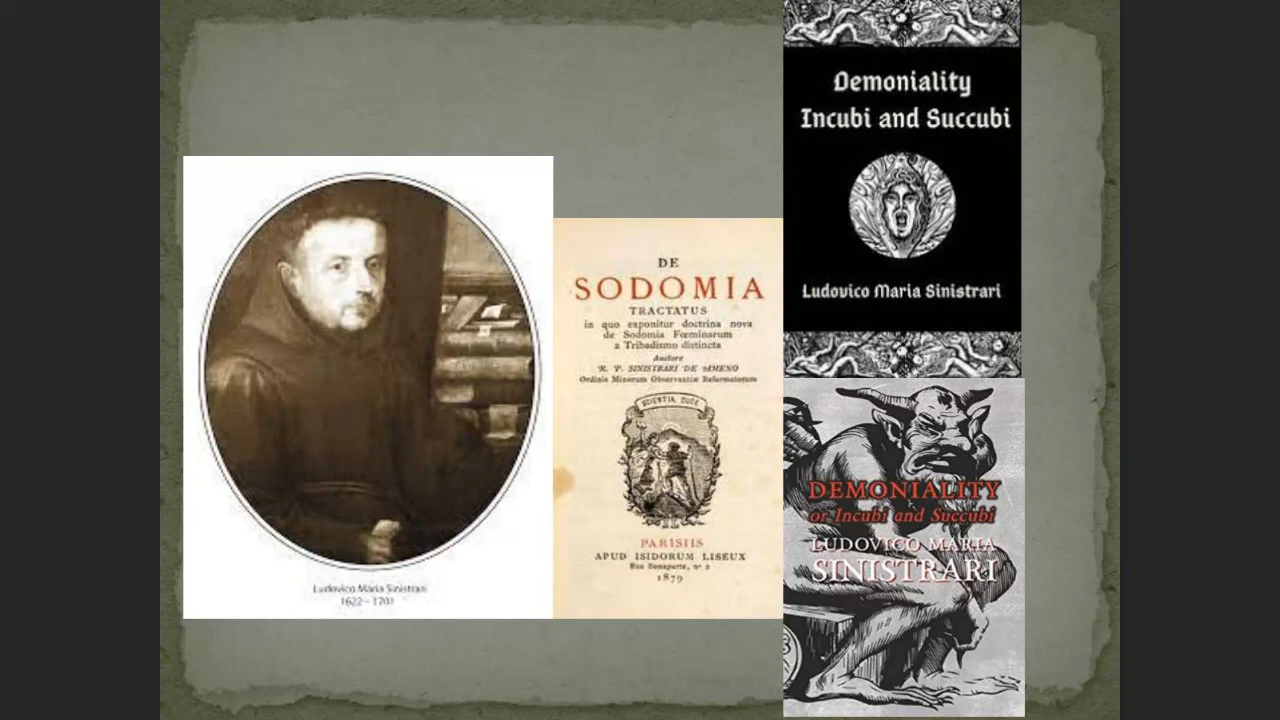 Ludovico Maria Sinistrari
1622 - 1701
DE
SODOMIA
TRACTATUS
in quo exponitur doctrina nova
de Sodomia Fœminarum
a Tribadismo distincta
Auctore
R. P. SINISTRARI DE AMENO
Ordinis Minorum Observantiæ Reformatorum
SCIENTIA DUCE
PARISIIS
APUD ISIDORUM LISEUX
Rue Bonaparte, nº 2
1879
Demoniality
Incubi and Succubi
Ludovico Maria Sinistrari
DEMONIALITY
or Incubi and Succubi
LUDOVICO MARIA
SINISTRARI